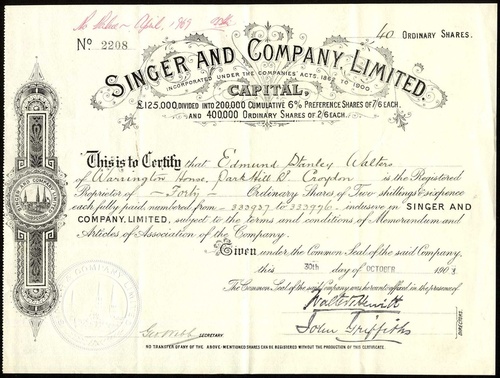 No. 2208
40 ORDINARY SHARES.
SINGER AND COMPANY, LIMITED.
INCORPORATED UNDER THE COMPANIES' ACTS. 1862 TO 1900.
CAPITAL,
£125,000, DIVIDED INTO 200,000 CUMULATIVE 6% PREFERENCE SHARES OF 7/6 EACH.
AND 400,000 ORDINARY SHARES OF 2/6 EACH.
This is to Certify that Edmund Stanley Walter
of Warrington House, Park Hill Rd. Croydon is the Registered
Proprietor of — Forty — Ordinary Shares of Two shillings & sixpence
each fully paid numbered from 333937 to 333976 inclusive in SINGER AND
COMPANY, LIMITED, subject to the terms and conditions of Memorandum and
Articles of Association of the Company.
Given under the Common Seal of the said Company
this 30th day of OCTOBER 1903.
The Common Seal of the said Company was hereunto affixed in the presence of
Geo Webb SECRETARY.
John Griffiths
DIRECTORS.
NO TRANSFER OF ANY OF THE ABOVE-MENTIONED SHARES CAN BE REGISTERED WITHOUT THE PRODUCTION OF THIS CERTIFICATE.